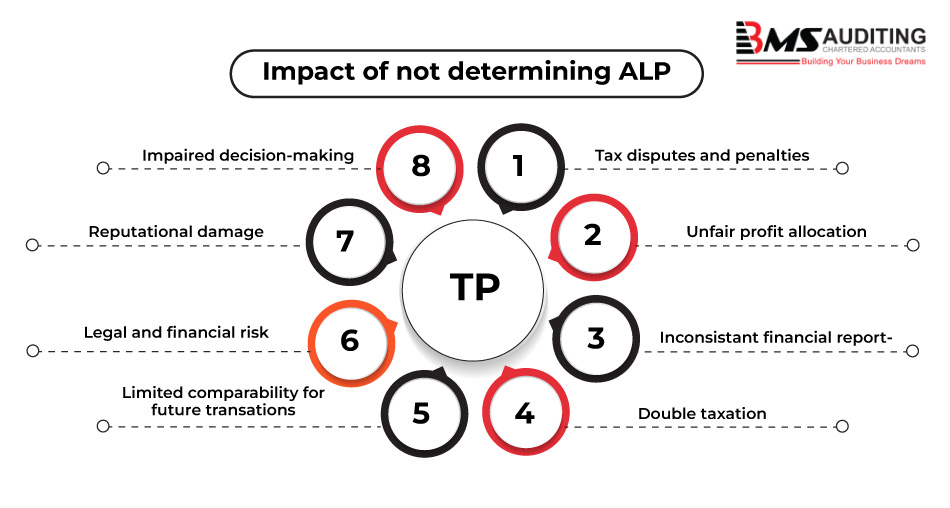 BMS AUDITING
CHARTERED ACCOUNTANTS
Building Your Business Dreams
Impact of not determining ALP
8
1
Impaired decision-making
Tax disputes and penalties
7
2
Reputational damage
Unfair profit allocation
TP
6
3
Legal and financial risk
Inconsistant financial report-
5
4
Limited comparability for
future transations
Double taxation